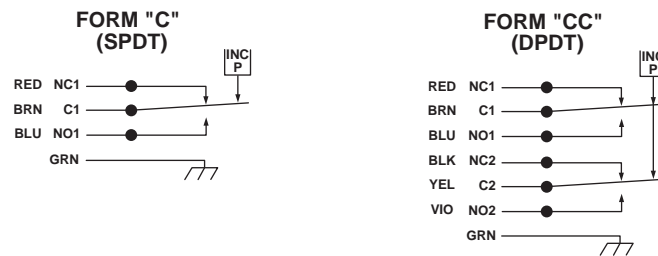 FORM "C"
(SPDT)
INC
P
RED NC1
BRN C1
BLU NO1
GRN
FORM "CC"
(DPDT)
INC
P
RED NC1
BRN C1
BLU NO1
BLK NC2
YEL C2
VIO NO2
GRN